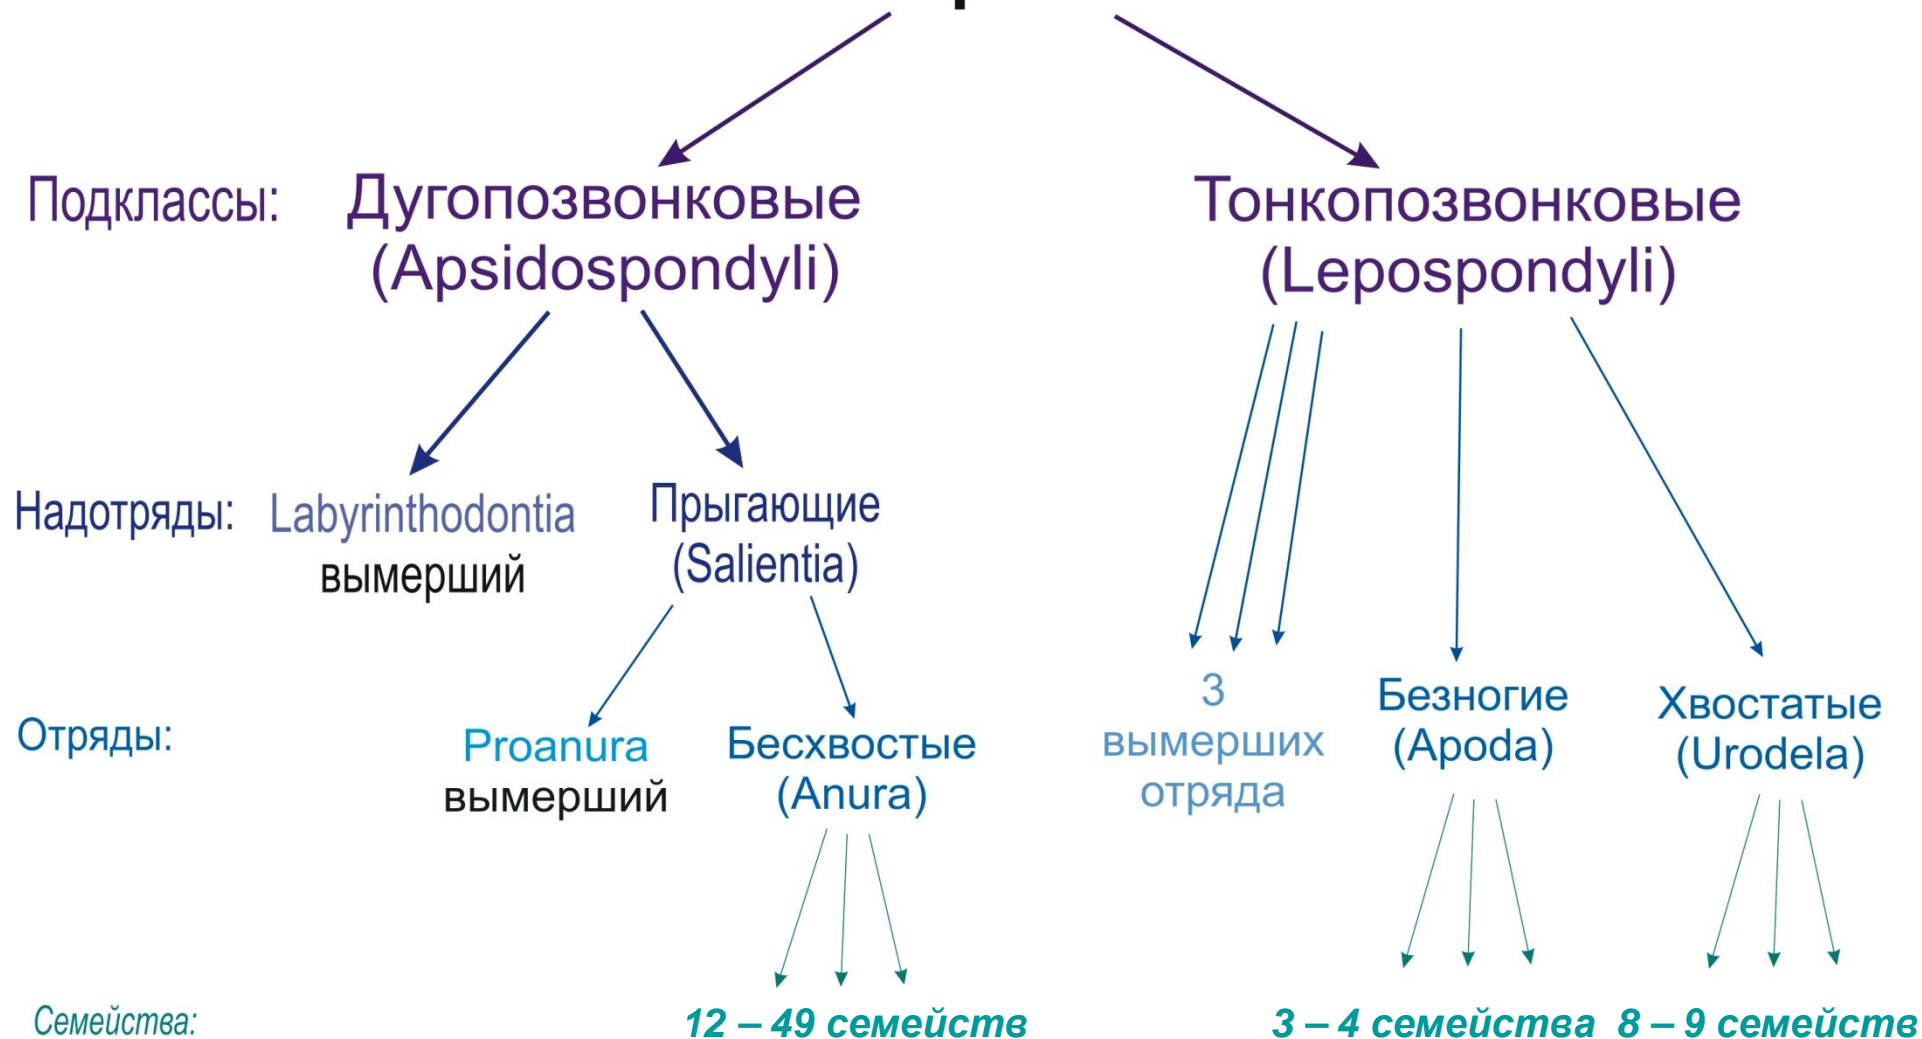 Подклассы:
Дугопозвонковые
(Apsidospondyli)
Тонкопозвонковые
(Lepospondyli)
Надотряды:
Labyrinthodontia
вымерший
Прыгающие
(Salientia)
Отряды:
Proanura
вымерший
Бесхвостые
(Anura)
3
вымерших
отряда
Безногие
(Apoda)
Хвостатые
(Urodela)
Семейства:
12 – 49 семейств
3 – 4 семейства
8 – 9 семейств